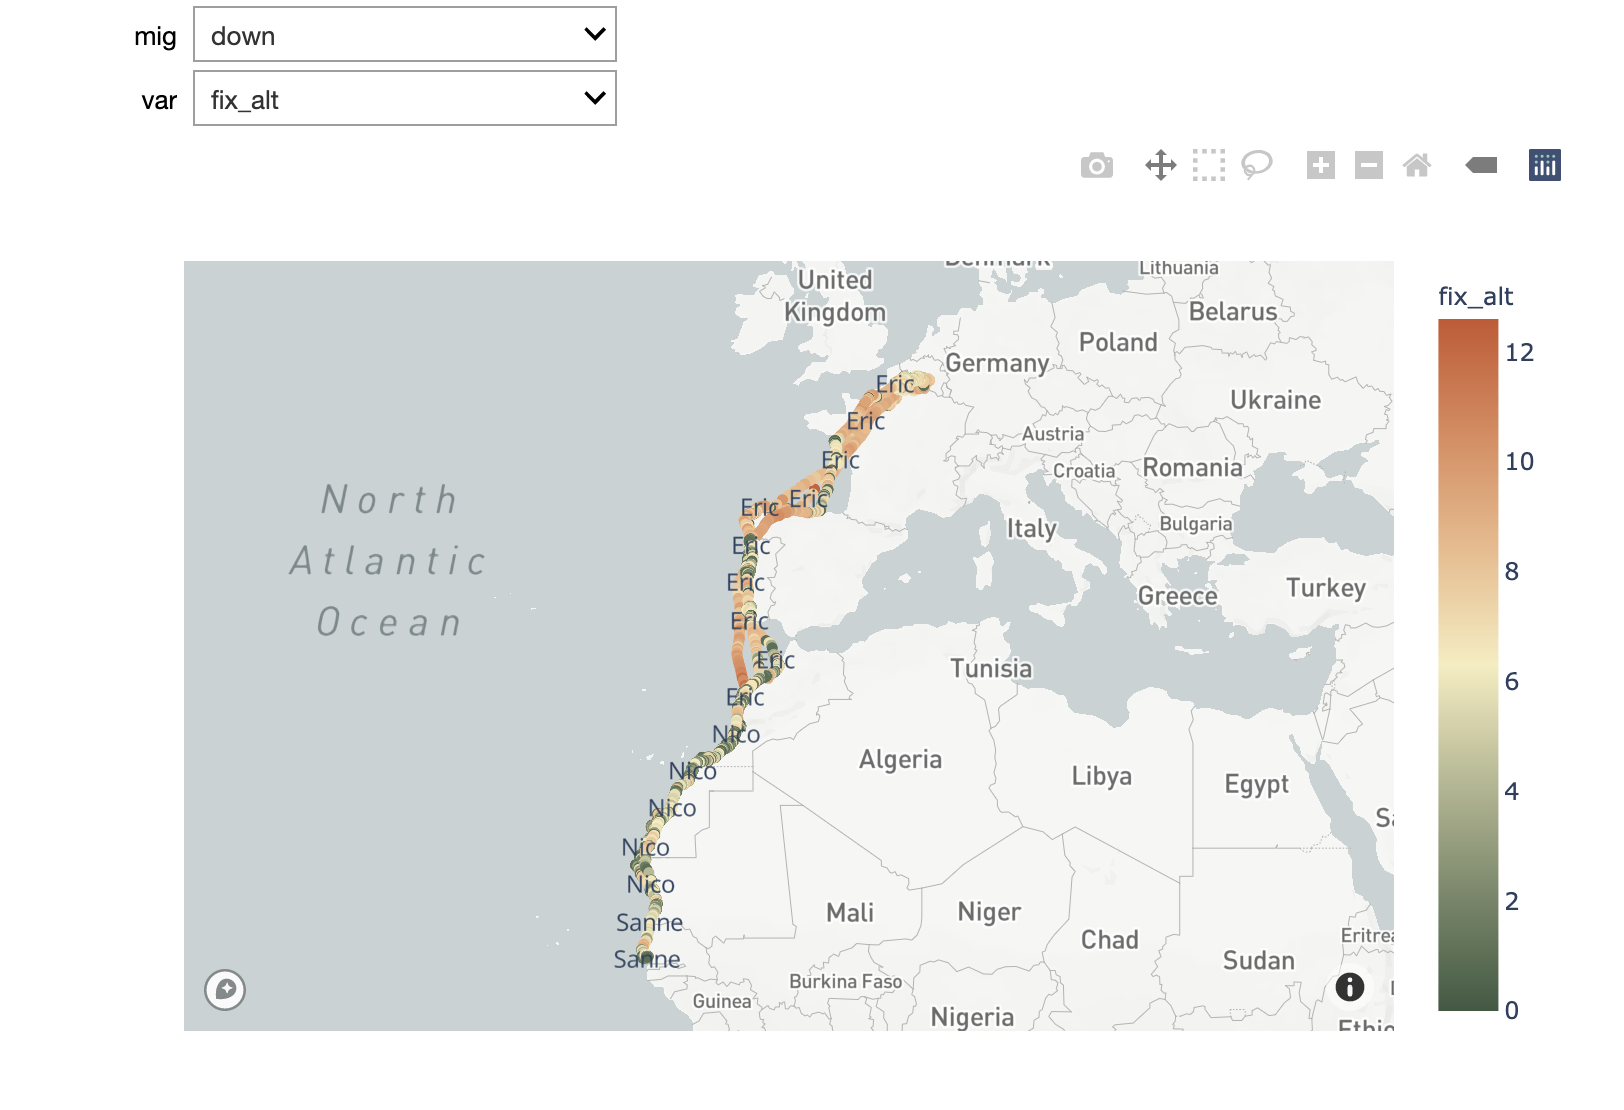 mig down
var fix_alt
Denmark
Lithuania
United
Kingdom
Belarus
Poland
Germany
Eric
Ukraine
Eric
Austria
Eric
Croatia
Romania
North
Eric
Eric
Bulgaria
Italy
Eric
Atlantic
Eric
Turkey
Greece
Ocean
Eric
Eric
Tunisia
Eric
Nico
Algeria
Nico
Libya
Egypt
Nico
Sa
Nico
Nico
Mali
Niger
Sanne
Chad
Eritrea
Sanne
Sudan
Burkina Faso
Guinea
Nigeria
Ethio
fix_alt
12
10
8
6
4
2
0